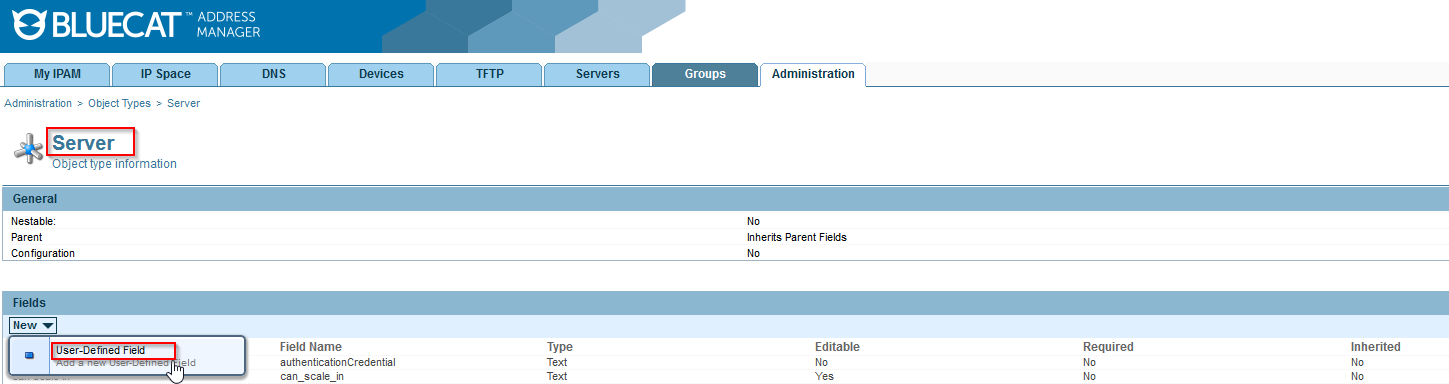 BLUECAT™ ADDRESS MANAGER
My IPAM IP Space DNS Devices TFTP Servers Groups Administration
Administration > Object Types > Server
Server
Object type information
General
Nestable: No
Parent Inherits Parent Fields
Configuration No
Fields
New
Field Name Type Editable Required Inherited
User-Defined Field
Add a new User-Defined Field
authenticationCredential Text No No No
can_scale_in Text Yes No No